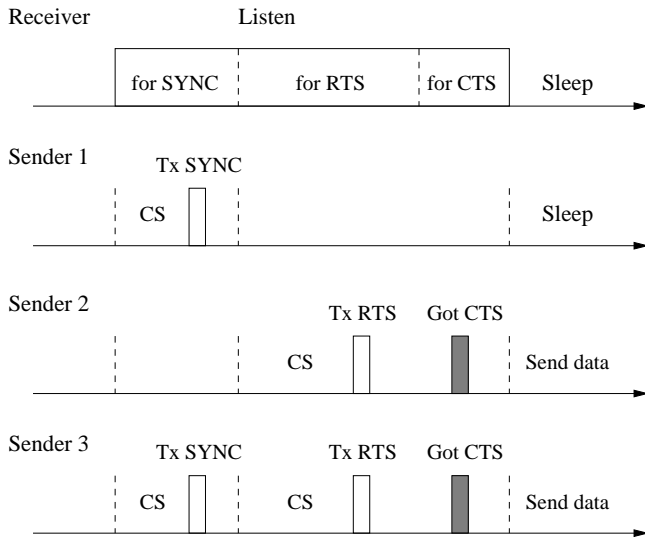 Receiver Listen
for SYNC for RTS for CTS Sleep
Sender 1
Tx SYNC
CS Sleep
Sender 2
Tx RTS Got CTS
CS Send data
Sender 3
Tx SYNC Tx RTS Got CTS
CS CS Send data